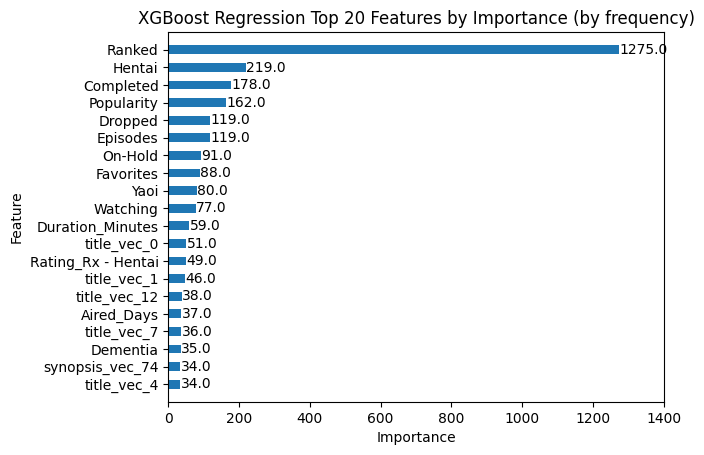 XGBoost Regression Top 20 Features by Importance (by frequency)
Feature
Ranked 1275.0
Hentai 219.0
Completed 178.0
Popularity 162.0
Dropped 119.0
Episodes 119.0
On-Hold 91.0
Favorites 88.0
Yaoi 80.0
Watching 77.0
Duration_Minutes 59.0
title_vec_0 51.0
Rating_Rx - Hentai 49.0
title_vec_1 46.0
title_vec_12 38.0
Aired_Days 37.0
title_vec_7 36.0
Dementia 35.0
synopsis_vec_74 34.0
title_vec_4 34.0
0 200 400 600 800 1000 1200 1400
Importance